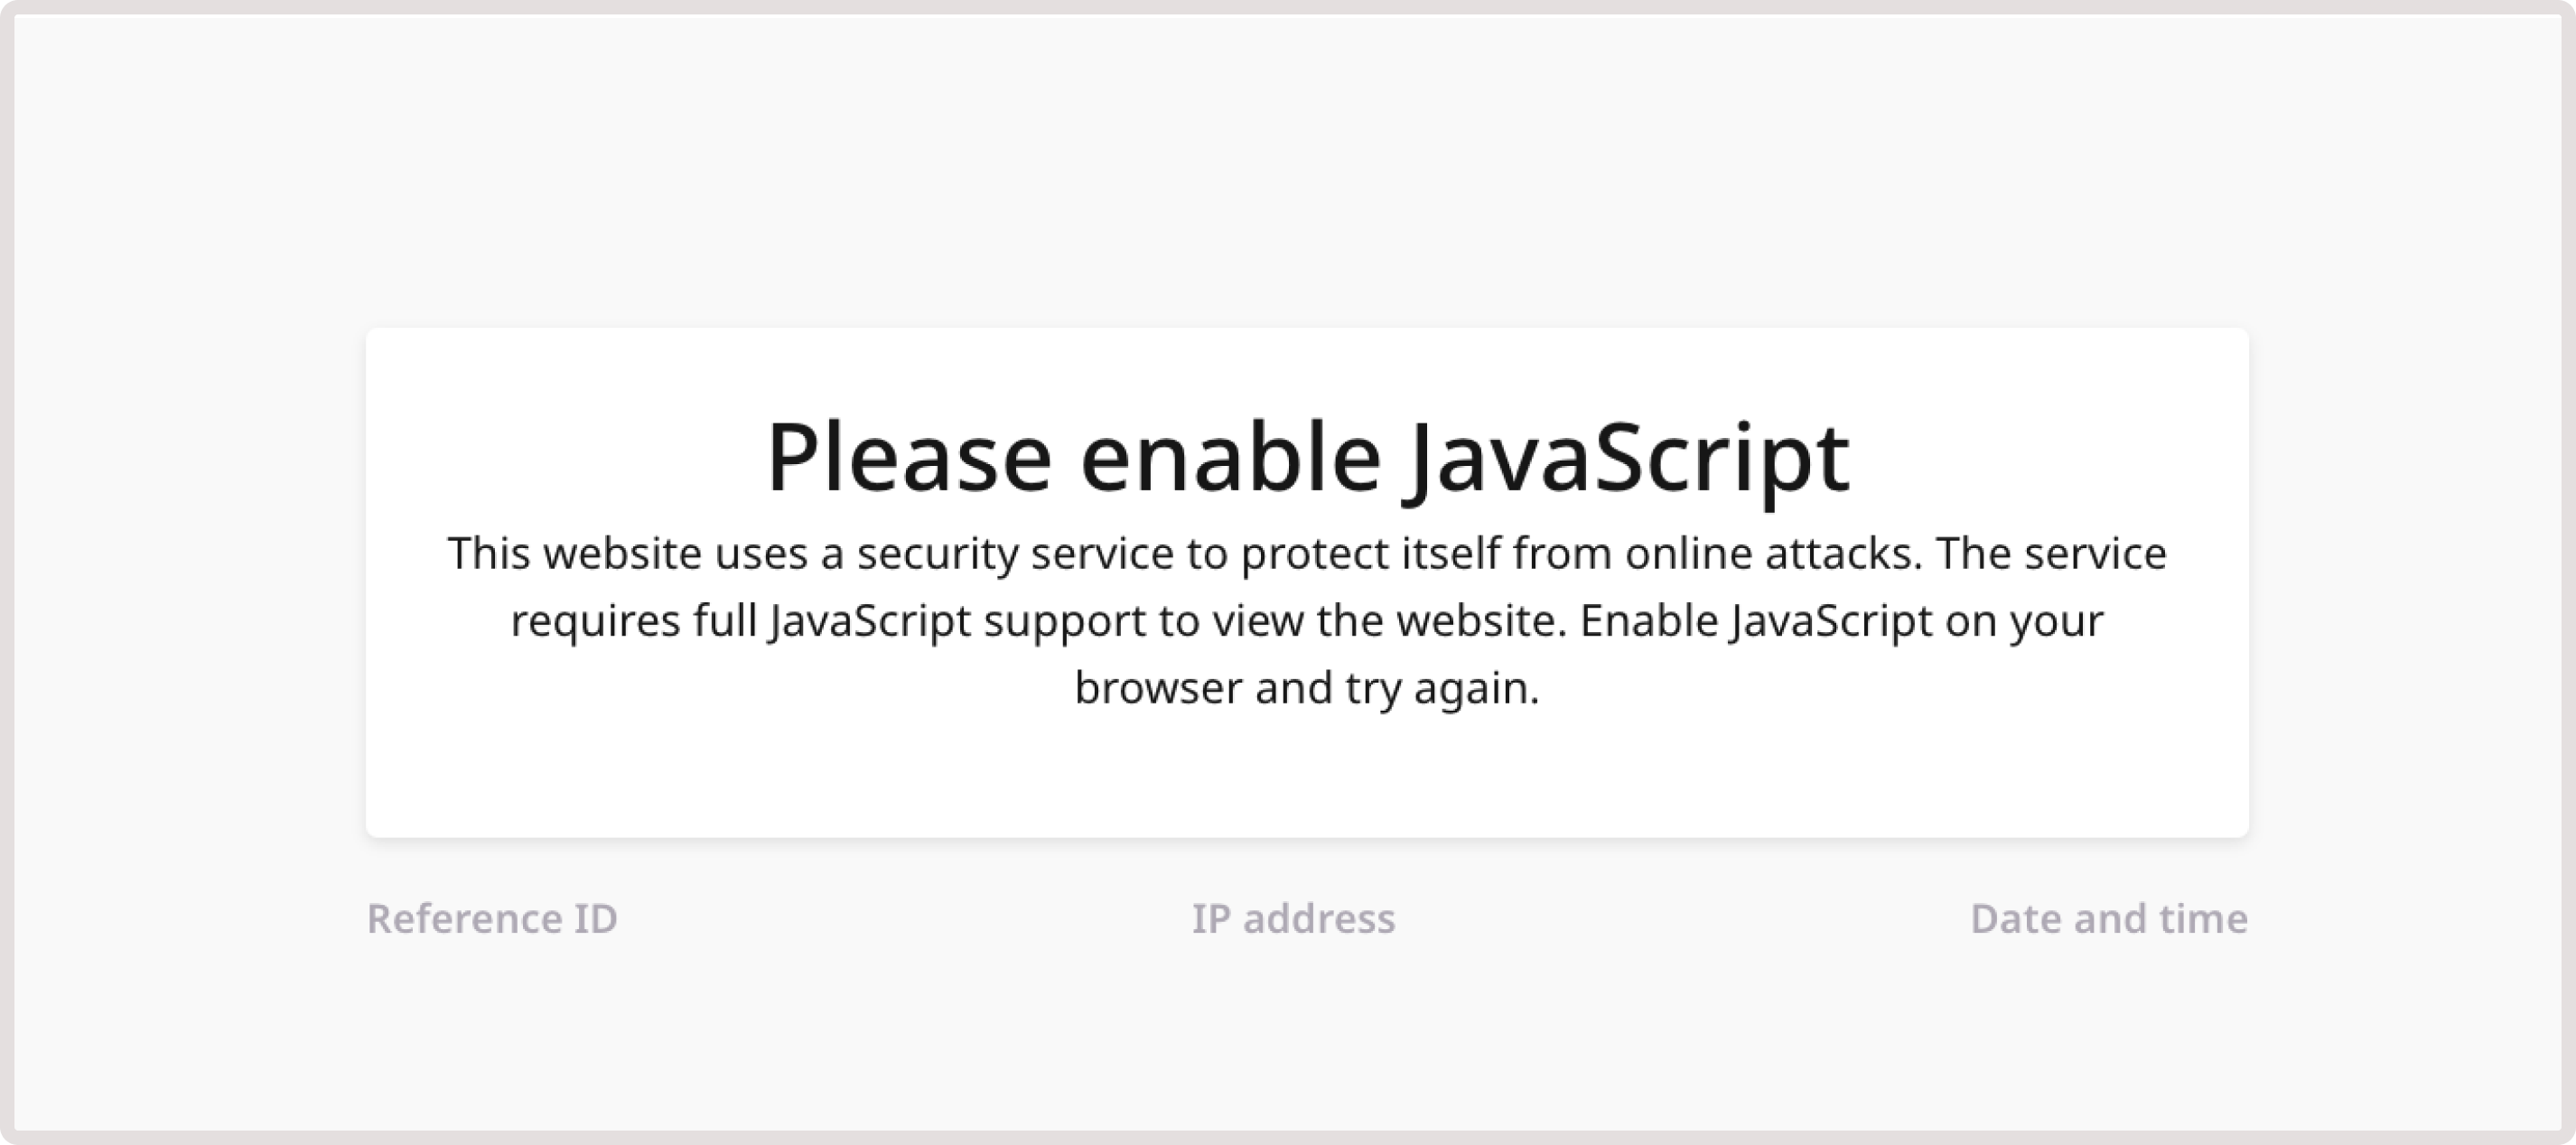 Please enable JavaScript
This website uses a security service to protect itself from online attacks. The service
requires full JavaScript support to view the website. Enable JavaScript on your
browser and try again.
Reference ID
IP address
Date and time